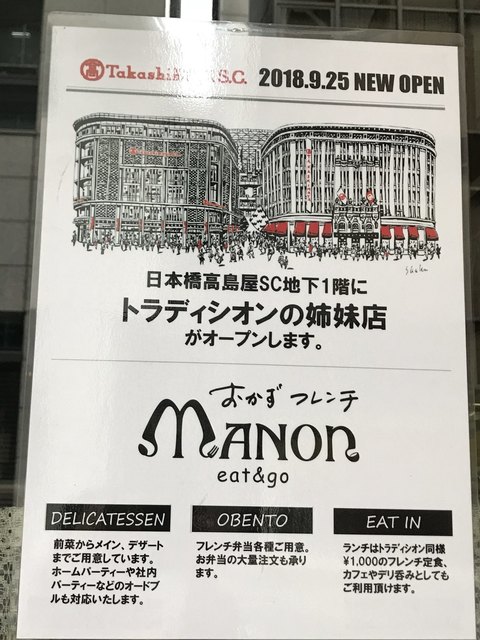 Takashimaya S.C. 2018.9.25 NEW OPEN
日本橋高島屋SC地下1階に
トラディシオンの姉妹店
がオープンします。
おかず フレンチ
MANON
eat&go
DELICATESSEN
前菜からメイン、デザート
までご用意しています。
ホームパーティーや社内
パーティーなどのオードブ
ルも対応いたします。
OBENTO
フレンチ弁当各種ご用意。
お弁当の大量注文も承り
ます。
EAT IN
ランチはトラディシオン同様
¥1,000のフレンチ定食、
カフェやデリ呑みとしても
ご利用頂けます。